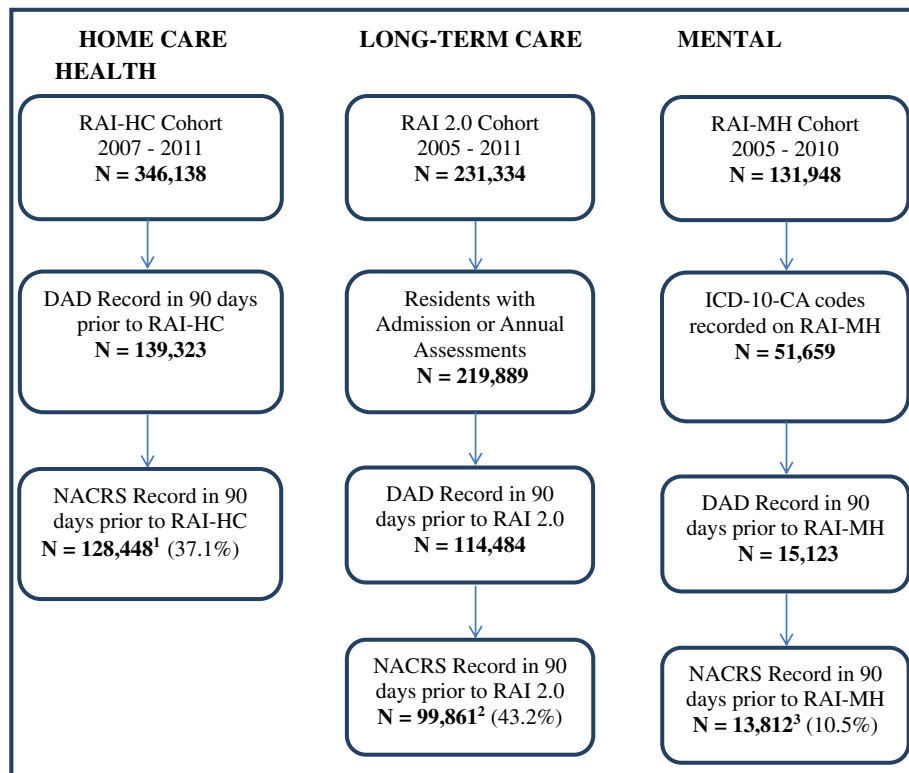 HOME CARE
HEALTH
LONG-TERM CARE
MENTAL
RAI-HC Cohort
2007 - 2011
N = 346,138
DAD Record in 90 days
prior to RAI-HC
N = 139,323
NACRS Record in 90
days prior to RAI-HC
N = 128,448¹ (37.1%)
RAI 2.0 Cohort
2005 - 2011
N = 231,334
Residents with
Admission or Annual
Assessments
N = 219,889
DAD Record in 90
days prior to RAI 2.0
N = 114,484
NACRS Record in 90
days prior to RAI 2.0
N = 99,861² (43.2%)
RAI-MH Cohort
2005 - 2010
N = 131,948
ICD-10-CA codes
recorded on RAI-MH
N = 51,659
DAD Record in 90
days prior to RAI-MH
N = 15,123
NACRS Record in 90
days prior to RAI-MH
N = 13,812³ (10.5%)